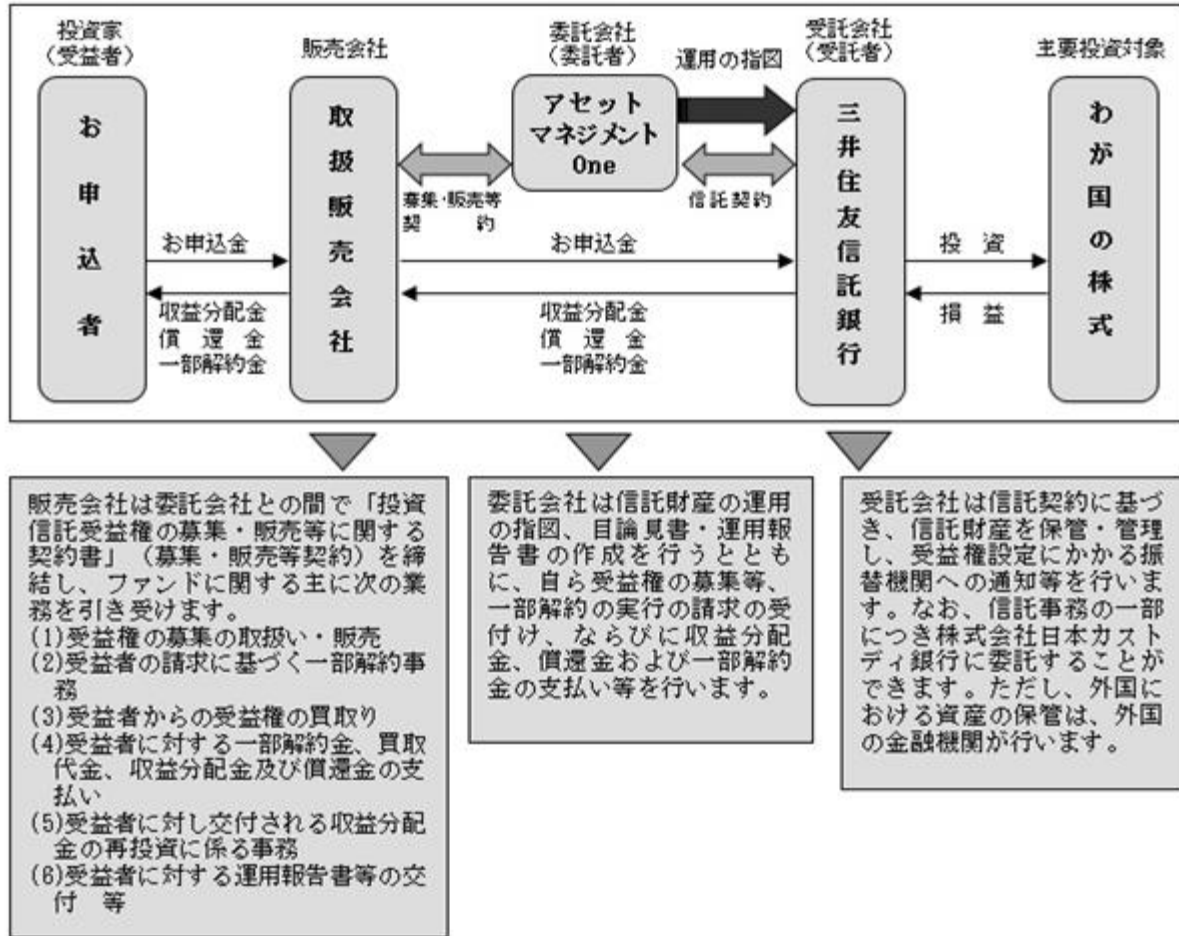 投資家
（受益者）
販売会社
委託会社
（委託者）
運用の指図
受託会社
（受託者）
主要投資対象
お申込者
取扱販売会社
アセット
マネジメント
One
三井住友信託銀行
わが国の株式
募集・販売等
契 約
信託契約
お申込金
収益分配金
償 還 金
一部解約金
お申込金
収益分配金
償 還 金
一部解約金
投 資
損 益
販売会社は委託会社との間で「投資
信託受益権の募集・販売等に関する
契約書」（募集・販売等契約）を締
結し、ファンドに関する主に次の業
務を引き受けます。
(1)受益権の募集の取扱い・販売
(2)受益者の請求に基づく一部解約事
務
(3)受益者からの受益権の買取り
(4)受益者に対する一部解約金、買取
代金、収益分配金及び償還金の支
払い
(5)受益者に対し交付される収益分配
金の再投資に係る事務
(6)受益者に対する運用報告書等の交
付　等
委託会社は信託財産の運用
の指図、目論見書・運用報
告書の作成を行うととも
に、自ら受益権の募集等、
一部解約の実行の請求の受
付け、ならびに収益分配
金、償還金および一部解約
金の支払い等を行います。
受託会社は信託契約に基づ
き、信託財産を保管・管理
し、受益権設定にかかる振
替機関への通知等を行いま
す。なお、信託事務の一部
につき株式会社日本カスト
ディ銀行に委託することが
できます。ただし、外国に
おける資産の保管は、外国
の金融機関が行います。